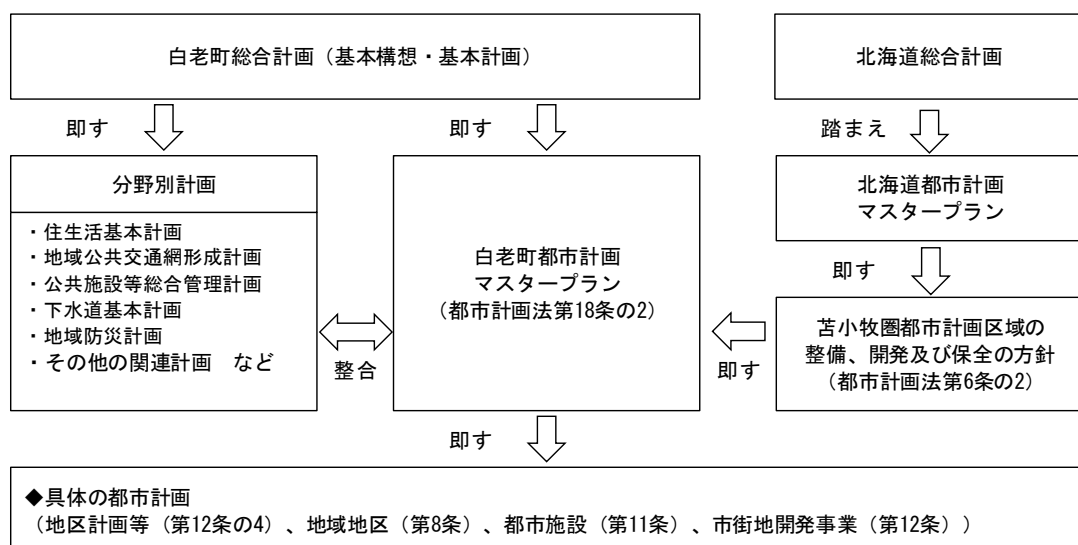 白老町総合計画（基本構想・基本計画）
北海道総合計画
即す
即す
踏まえ
分野別計画
・住生活基本計画
・地域公共交通網形成計画
・公共施設等総合管理計画
・下水道基本計画
・地域防災計画
・その他の関連計画　など
整合
白老町都市計画
マスタープラン
（都市計画法第18条の2）
北海道都市計画
マスタープラン
即す
苫小牧圏都市計画区域の
整備、開発及び保全の方針
（都市計画法第6条の2）
即す
即す
◆具体の都市計画
（地区計画等（第12条の4）、地域地区（第8条）、都市施設（第11条）、市街地開発事業（第12条））